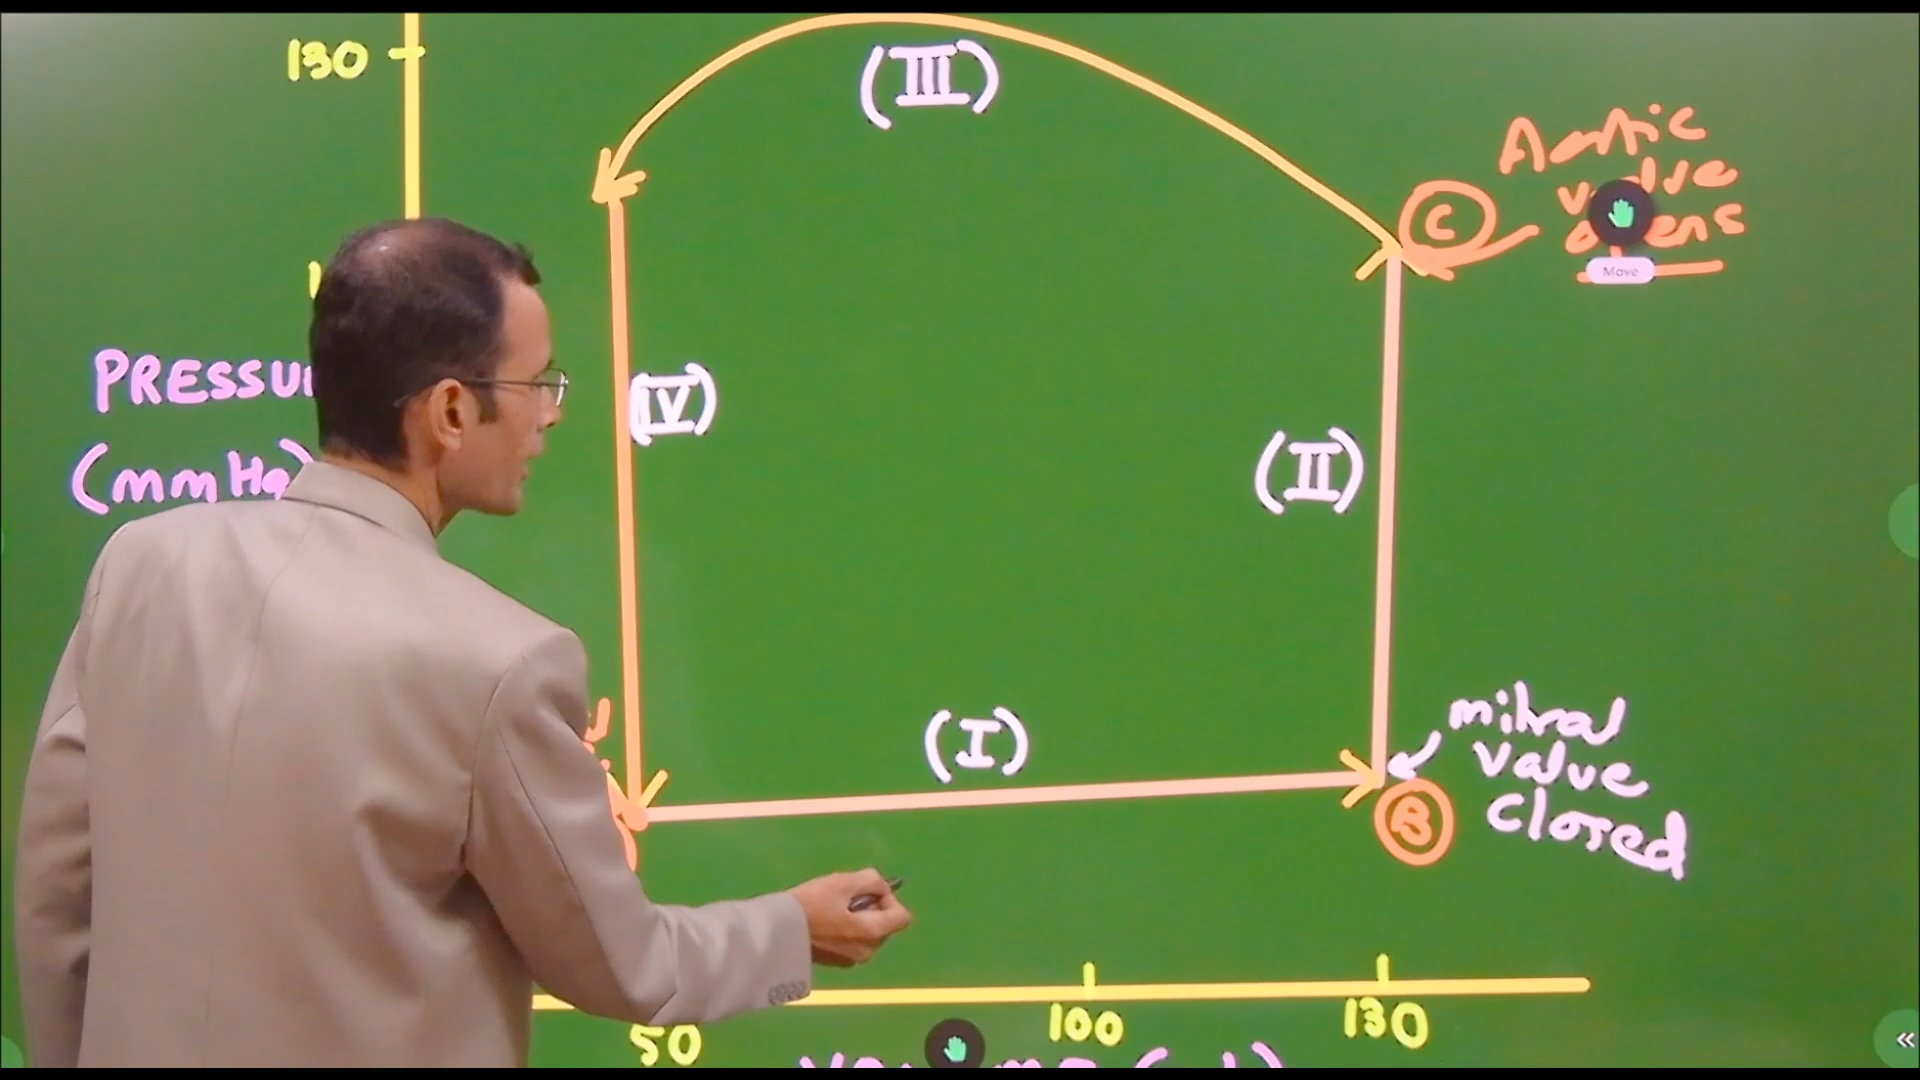 130
(III)
Aortic
valve
opens
Move
PRESSU
(mmHg)
(IV)
(II)
(I)
mitral
valve
closed
C
B
50
100
130
«